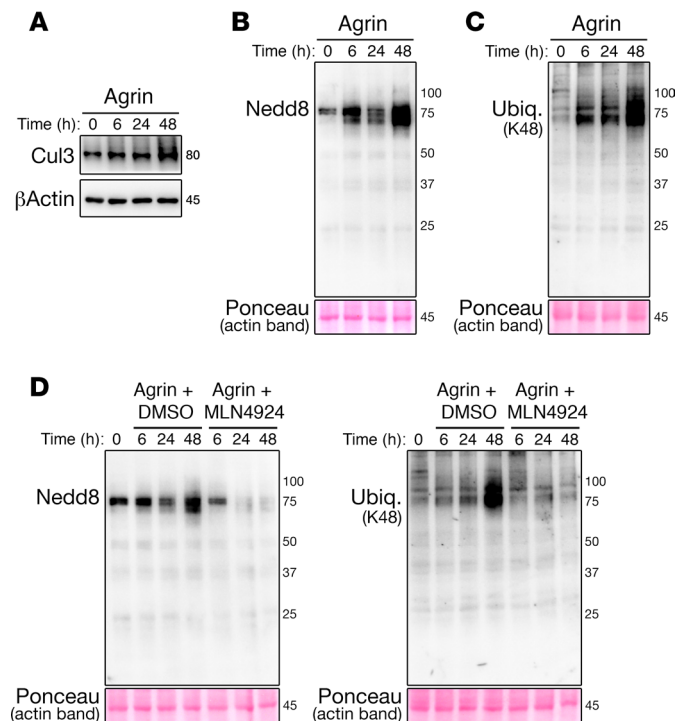 A
Agrin
Time (h): 0 6 24 48
Cul3 80
βActin 45
B
Agrin
Time (h): 0 6 24 48
Nedd8 100
75
50
37
25
Ponceau
(actin band) 45
C
Agrin
Time (h): 0 6 24 48
Ubiq.
(K48)
100
75
50
37
25
Ponceau
(actin band) 45
D
Agrin + Agrin +
DMSO MLN4924
Time (h): 0 6 24 48 6 24 48
Nedd8 100
75
50
37
25
Ponceau
(actin band) 45
Agrin + Agrin +
DMSO MLN4924
Time (h): 0 6 24 48 6 24 48
Ubiq.
(K48)
100
75
50
37
25
Ponceau
(actin band) 45